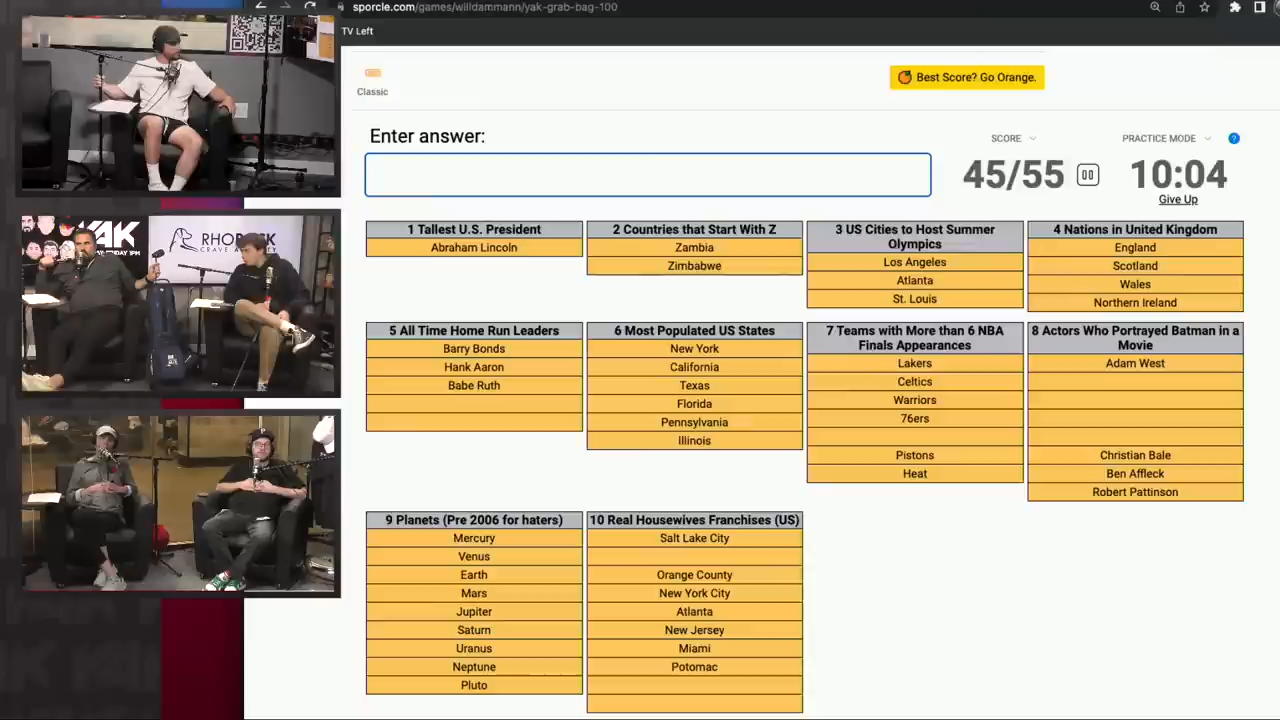 sporcle.com/games/willdammann/yak-grab-bag-100
TV Left
Classic
Best Score? Go Orange.
Enter answer:
SCORE
PRACTICE MODE
?
45/55
10:04
Give Up
1 Tallest U.S. President
Abraham Lincoln
2 Countries that Start With Z
Zambia
Zimbabwe
3 US Cities to Host Summer
Olympics
Los Angeles
Atlanta
St. Louis
4 Nations in United Kingdom
England
Scotland
Wales
Northern Ireland
5 All Time Home Run Leaders
Barry Bonds
Hank Aaron
Babe Ruth
6 Most Populated US States
New York
California
Texas
Florida
Pennsylvania
Illinois
7 Teams with More than 6 NBA
Finals Appearances
Lakers
Celtics
Warriors
76ers
Pistons
Heat
8 Actors Who Portrayed Batman in a
Movie
Adam West
Christian Bale
Ben Affleck
Robert Pattinson
9 Planets (Pre 2006 for haters)
Mercury
Venus
Earth
Mars
Jupiter
Saturn
Uranus
Neptune
Pluto
10 Real Housewives Franchises (US)
Salt Lake City
Orange County
New York City
Atlanta
New Jersey
Miami
Potomac